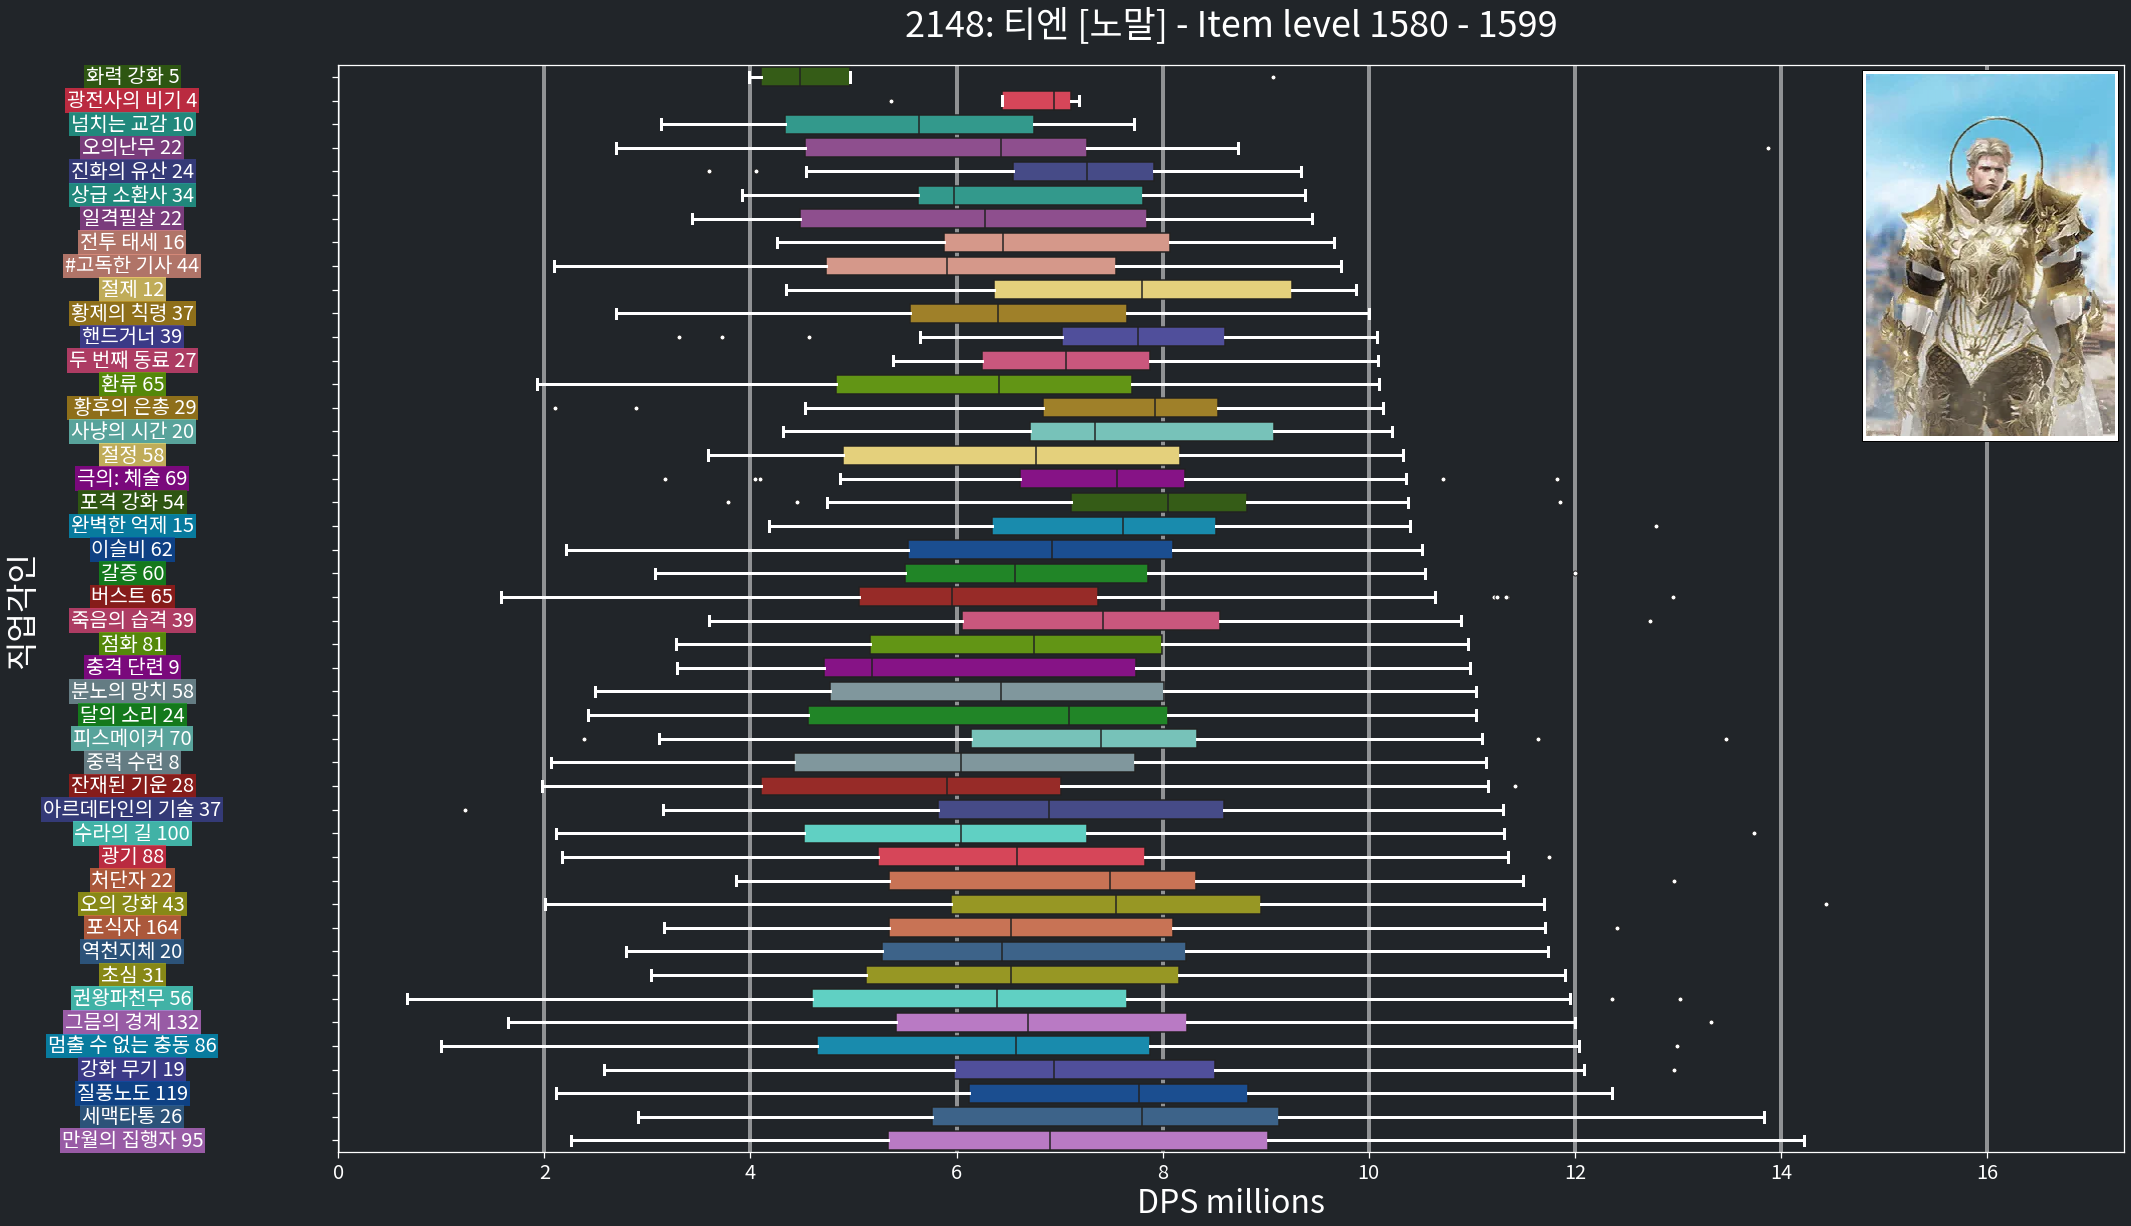 2148: 티엔 [노말] - Item level 1580 - 1599
화력 강화 5
광전사의 비기 4
넘치는 교감 10
오의난무 22
진화의 유산 24
상급 소환사 34
일격필살 22
전투 태세 16
#고독한 기사 44
절제 12
황제의 칙령 37
핸드거너 39
두 번째 동료 27
환류 65
황후의 은총 29
사냥의 시간 20
절정 58
극의: 체술 69
포격 강화 54
완벽한 억제 15
이슬비 62
갈증 60
버스트 65
죽음의 습격 39
점화 81
충격 단련 9
분노의 망치 58
달의 소리 24
피스메이커 70
중력 수련 8
잔재된 기운 28
아르데타인의 기술 37
수라의 길 100
광기 88
처단자 22
오의 강화 43
포식자 164
역천지체 20
초심 31
권왕파천무 56
그믐의 경계 132
멈출 수 없는 충동 86
강화 무기 19
질풍노도 119
세맥타통 26
만월의 집행자 95
직업각인
0 2 4 6 8 10 12 14 16
DPS millions